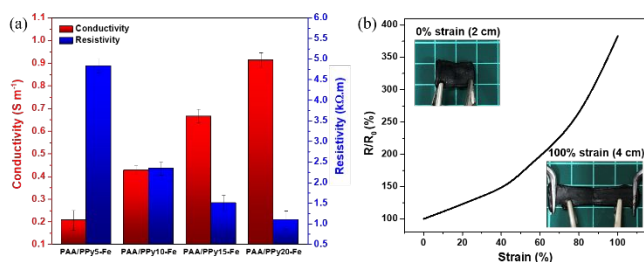 (a)
Conductivity
Resistivity
Conductivity (S m⁻¹)
1.1
1.0
0.9
0.8
0.7
0.6
0.5
0.4
0.3
0.2
0.1
6.0
5.5
5.0
4.5
4.0
3.5
3.0
2.5
2.0
1.5
1.0
0.5
Resistivity (kΩ.m)
PAA/PPy5-Fe PAA/PPy10-Fe PAA/PPy15-Fe PAA/PPy20-Fe
(b)
R/R₀ (%)
400
350
300
250
200
150
100
0% strain (2 cm)
100% strain (4 cm)
0 20 40 60 80 100
Strain (%)